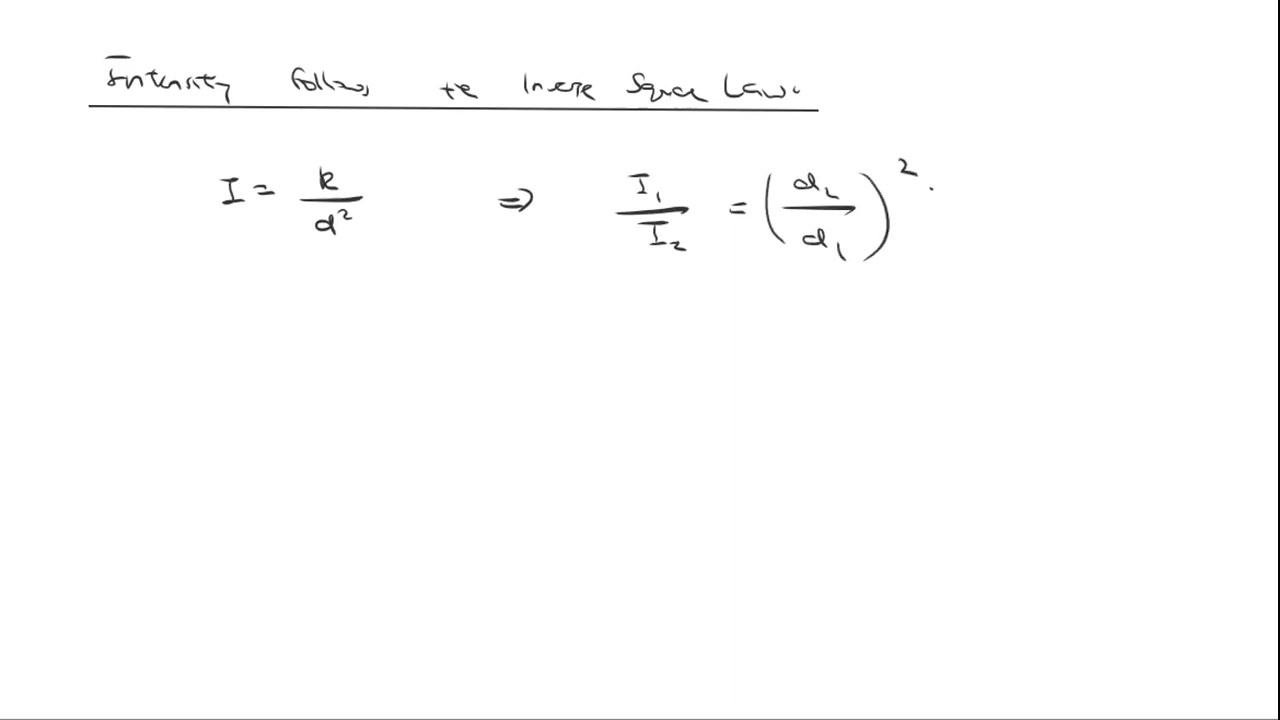 Intensity follows the Inverse Square Law.
I = k / d² ⇒ I₁ / I₂ = (d₂ / d₁)².